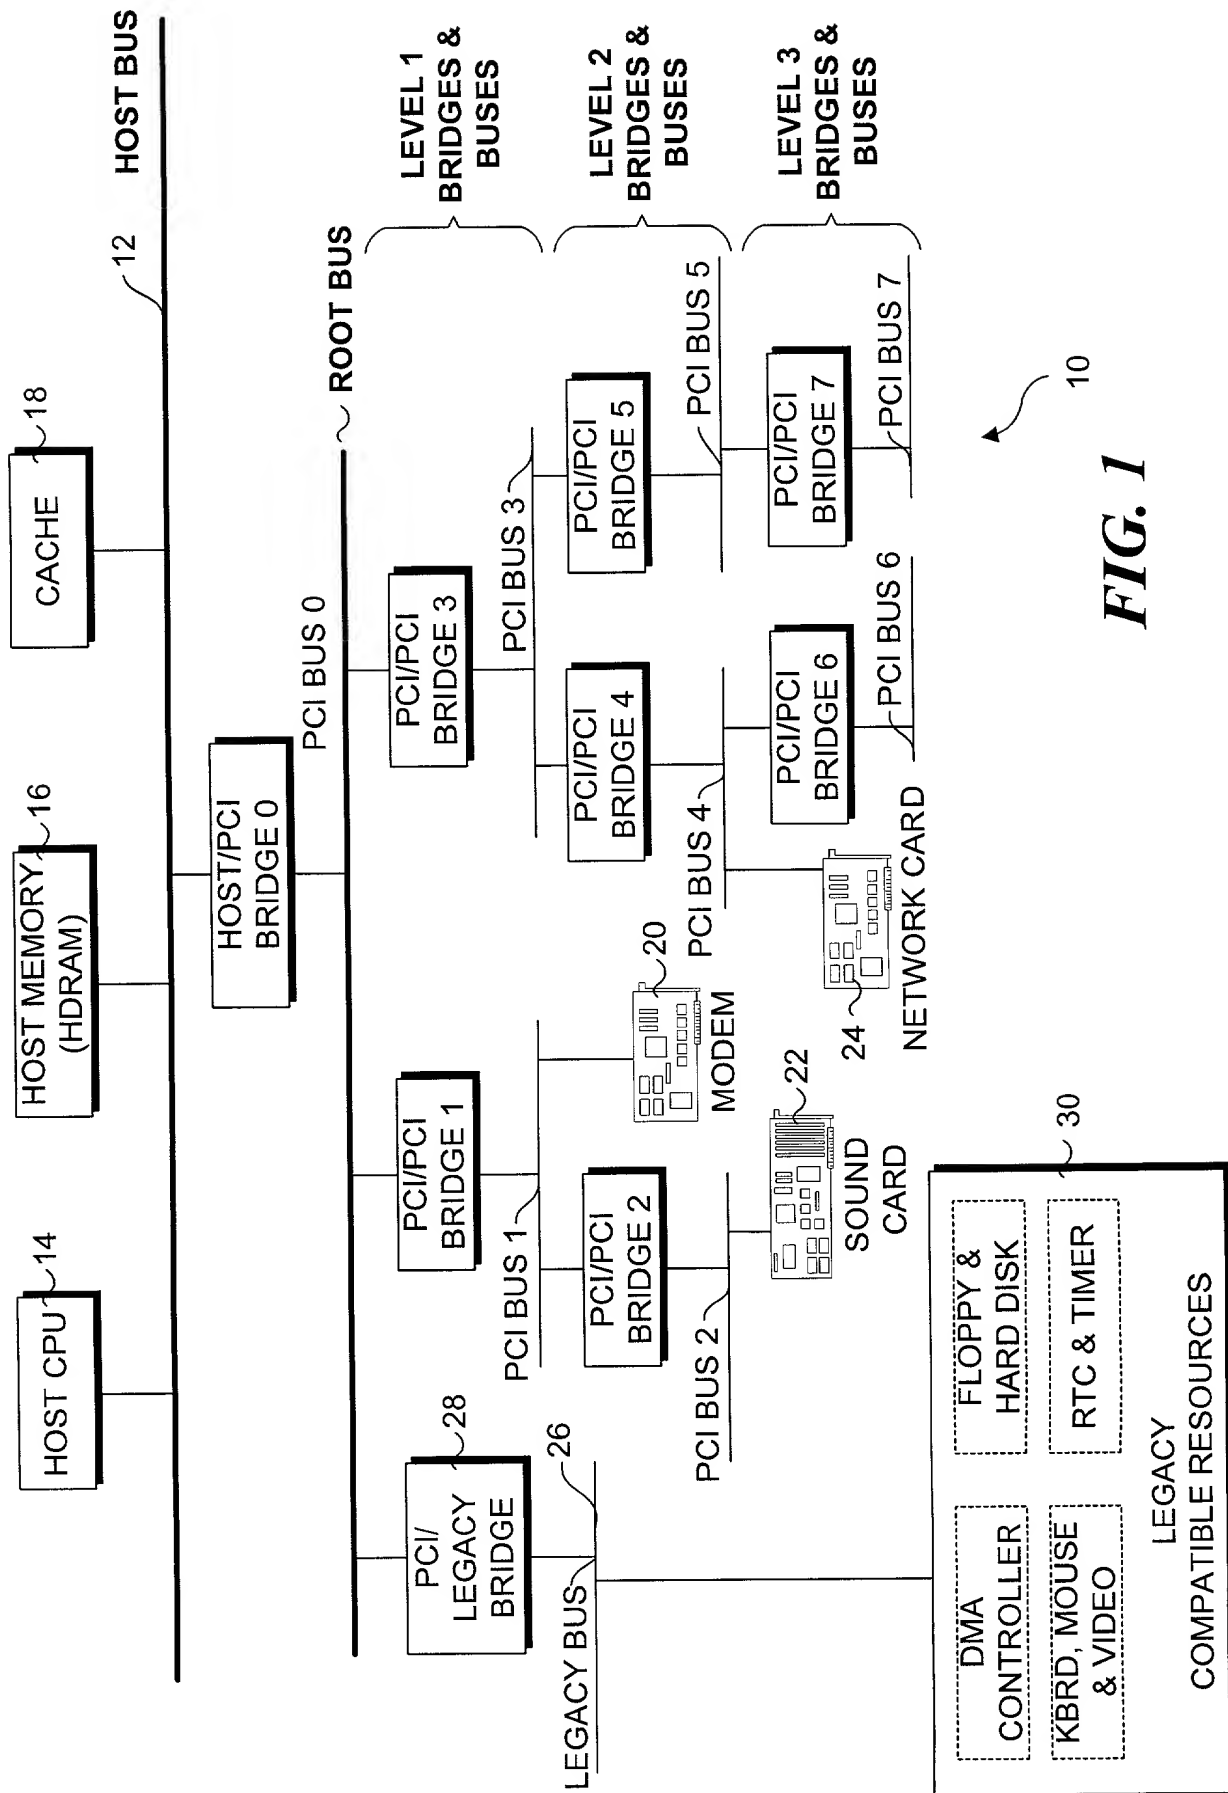 HOST CPU
14
HOST MEMORY
(HDRAM)
16
CACHE
18
12
HOST BUS
HOST/PCI
BRIDGE 0
PCI BUS 0
ROOT BUS
PCI/
LEGACY
BRIDGE
28
PCI/PCI
BRIDGE 1
PCI/PCI
BRIDGE 3
LEVEL 1
BRIDGES &
BUSES
LEGACY BUS
26
PCI BUS 1
PCI BUS 3
PCI/PCI
BRIDGE 2
20
MODEM
PCI/PCI
BRIDGE 4
PCI/PCI
BRIDGE 5
LEVEL 2
BRIDGES &
BUSES
PCI BUS 2
PCI BUS 4
PCI BUS 5
22
SOUND
CARD
24
NETWORK CARD
PCI/PCI
BRIDGE 6
PCI/PCI
BRIDGE 7
LEVEL 3
BRIDGES &
BUSES
PCI BUS 6
PCI BUS 7
30
DMA
CONTROLLER
FLOPPY &
HARD DISK
KBRD, MOUSE
& VIDEO
RTC & TIMER
LEGACY
COMPATIBLE RESOURCES
10
FIG. 1